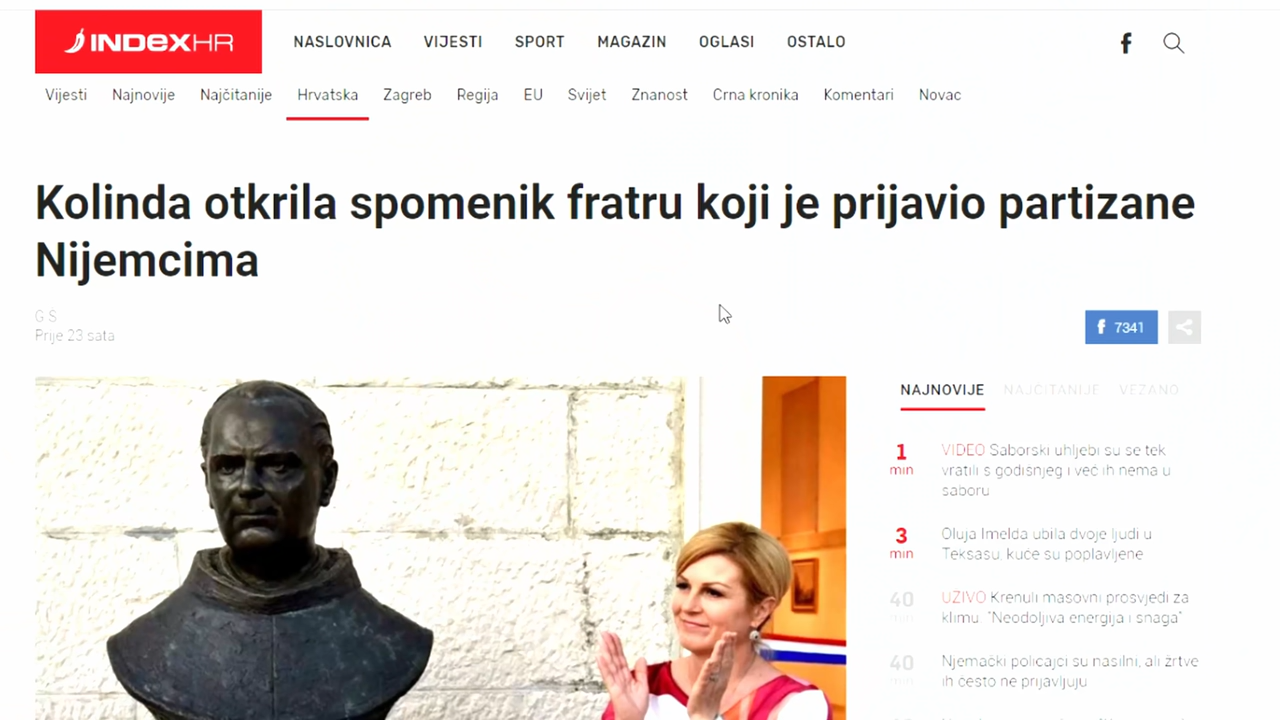 INDEXHR
NASLOVNICA VIJESTI SPORT MAGAZIN OGLASI OSTALO
Vijesti Najnovije Najčitanije Hrvatska Zagreb Regija EU Svijet Znanost Crna kronika Komentari Novac
Kolinda otkrila spomenik fratru koji je prijavio partizane
Nijemcima
G Š
Prije 23 sata
f 7341
NAJNOVIJE NAJČITANIJE VEZANO
1
min
VIDEO Saborski uhljebi su se tek
vratili s godišnjeg i već ih nema u
saboru
3
min
Oluja Imelda ubila dvoje ljudi u
Teksasu, kuće su poplavljene
40
min
UŽIVO Krenuli masovni prosvjedi za
klimu: "Neodoljiva energija i snaga"
40
min
Njemački policajci su nasilni, ali žrtve
ih često ne prijavljuju